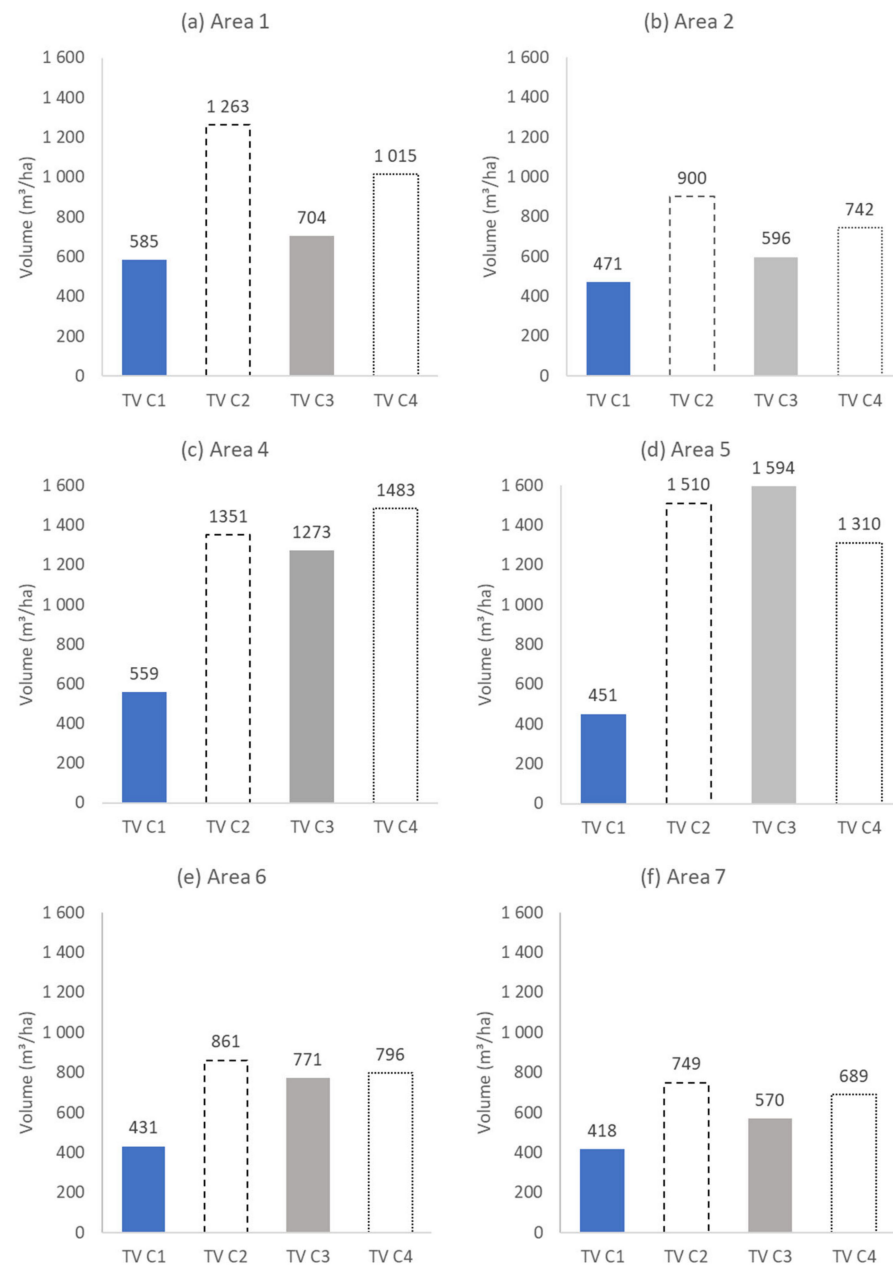 (a) Area 1
Volume (m³/ha)
1 600
1 400
1 200
1 000
800
600
400
200
0
585
1 263
704
1 015
TV C1
TV C2
TV C3
TV C4
(b) Area 2
Volume (m³/ha)
1 600
1 400
1 200
1 000
800
600
400
200
0
471
900
596
742
TV C1
TV C2
TV C3
TV C4
(c) Area 4
Volume (m³/ha)
1 600
1 400
1 200
1 000
800
600
400
200
0
559
1351
1273
1483
TV C1
TV C2
TV C3
TV C4
(d) Area 5
Volume (m³/ha)
1 600
1 400
1 200
1 000
800
600
400
200
0
451
1 510
1 594
1 310
TV C1
TV C2
TV C3
TV C4
(e) Area 6
Volume (m³/ha)
1 600
1 400
1 200
1 000
800
600
400
200
0
431
861
771
796
TV C1
TV C2
TV C3
TV C4
(f) Area 7
Volume (m³/ha)
1 600
1 400
1 200
1 000
800
600
400
200
0
418
749
570
689
TV C1
TV C2
TV C3
TV C4